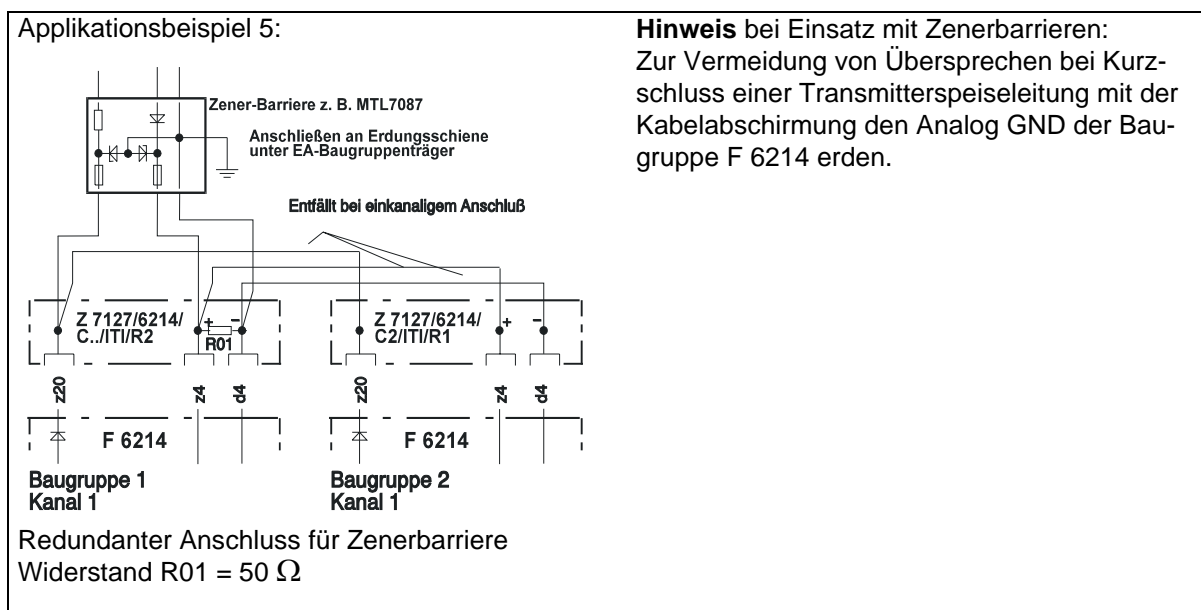 Applikationsbeispiel 5:
Zener-Barriere z. B. MTL7087
Anschließen an Erdungsschiene
unter EA-Baugruppenträger
Entfällt bei einkanaligem Anschluß
Z 7127/6214/
C../ITI/R2
+
–
R01
Z 7127/6214/
C2/ITI/R1
+
–
z20
z4
d4
z20
z4
d4
F 6214
F 6214
Baugruppe 1
Kanal 1
Baugruppe 2
Kanal 1
Redundanter Anschluss für Zenerbarriere
Widerstand R01 = 50 Ω
Hinweis bei Einsatz mit Zenerbarrieren:
Zur Vermeidung von Übersprechen bei Kurz-
schluss einer Transmitterspeiseleitung mit der
Kabelabschirmung den Analog GND der Bau-
gruppe F 6214 erden.